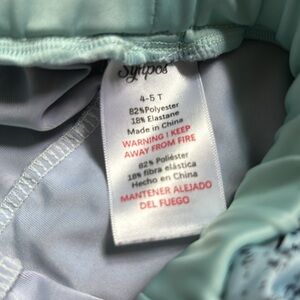 Synpos
4-5 T
82%Polyester
18% Elastane
Made in China
WARNING! KEEP
AWAY FROM FIRE
82% Poliéster
18% fibra elástica
Hecho en China
MANTENER ALEJADO
DEL FUEGO